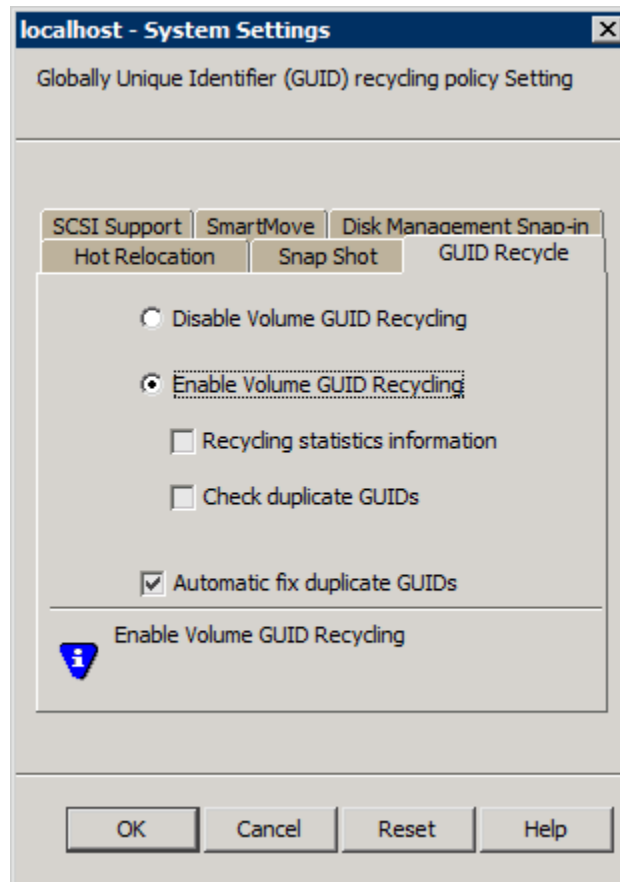 localhost - System Settings
Globally Unique Identifier (GUID) recycling policy Setting
SCSI Support SmartMove Disk Management Snap-in
Hot Relocation Snap Shot GUID Recycle
Disable Volume GUID Recycling
Enable Volume GUID Recycling
Recycling statistics information
Check duplicate GUIDs
Automatic fix duplicate GUIDs
Enable Volume GUID Recycling
OK Cancel Reset Help